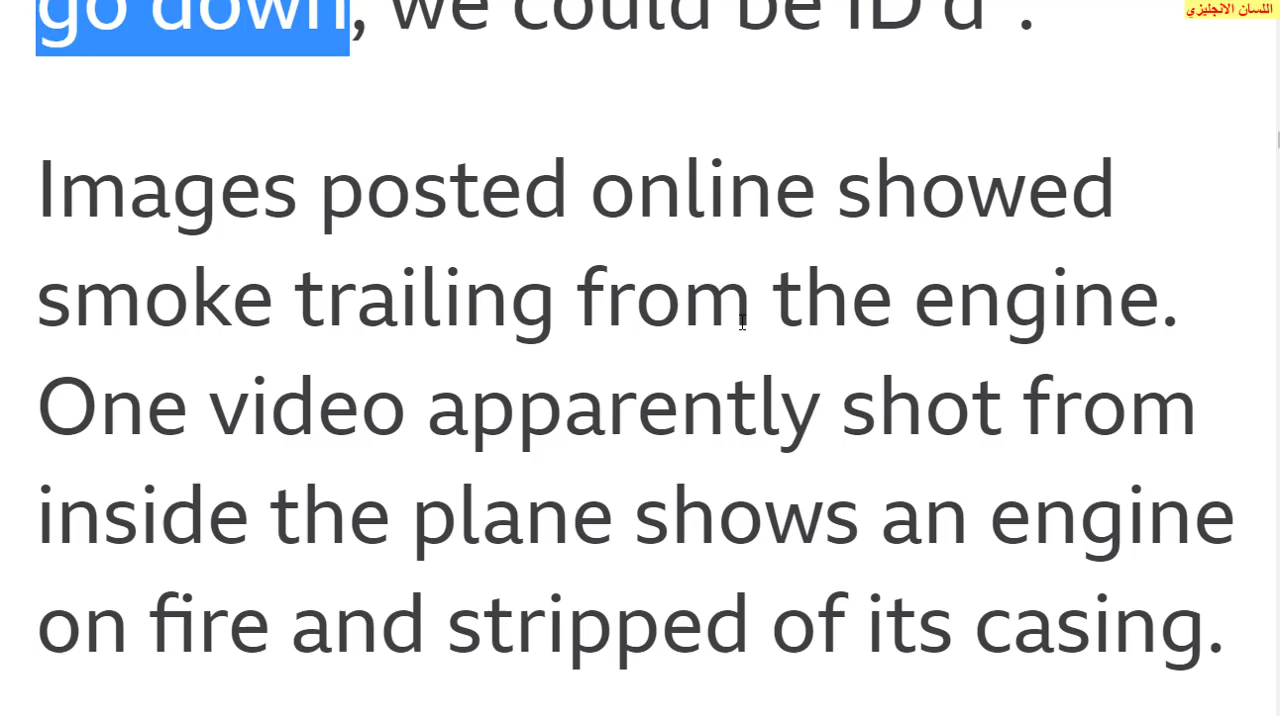 go down, we could be ID'd".
اللسان الانجليزي
Images posted online showed
smoke trailing from the engine.
One video apparently shot from
inside the plane shows an engine
on fire and stripped of its casing.